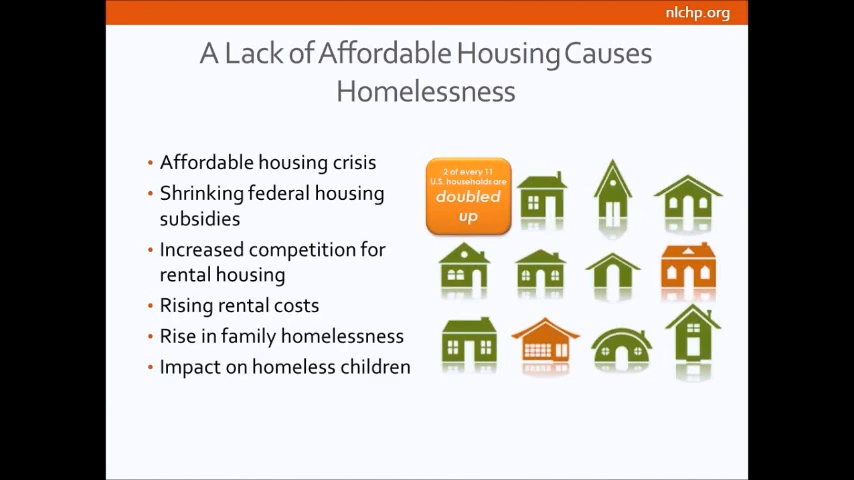 nlchp.org
A Lack of Affordable Housing Causes
Homelessness
• Affordable housing crisis
• Shrinking federal housing
subsidies
• Increased competition for
rental housing
• Rising rental costs
• Rise in family homelessness
• Impact on homeless children
2 of every 11
U.S. households are
doubled
up